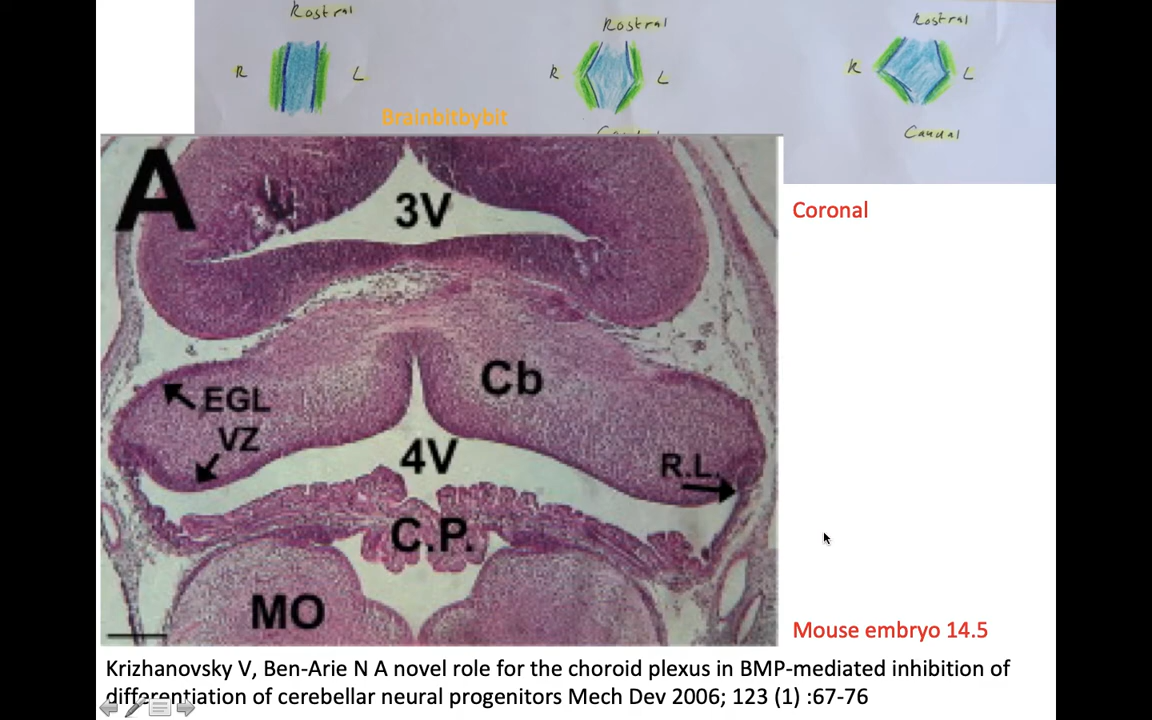 Rostral
Rostral
Rostral
R
L
R
L
R
L
Brainbitbybit
Caudal
Caudal
A
3V
Coronal
Cb
EGL
VZ
4V
R.L.
C.P.
MO
Mouse embryo 14.5
Krizhanovsky V, Ben-Arie N A novel role for the choroid plexus in BMP-mediated inhibition of
differentiation of cerebellar neural progenitors Mech Dev 2006; 123 (1) :67-76